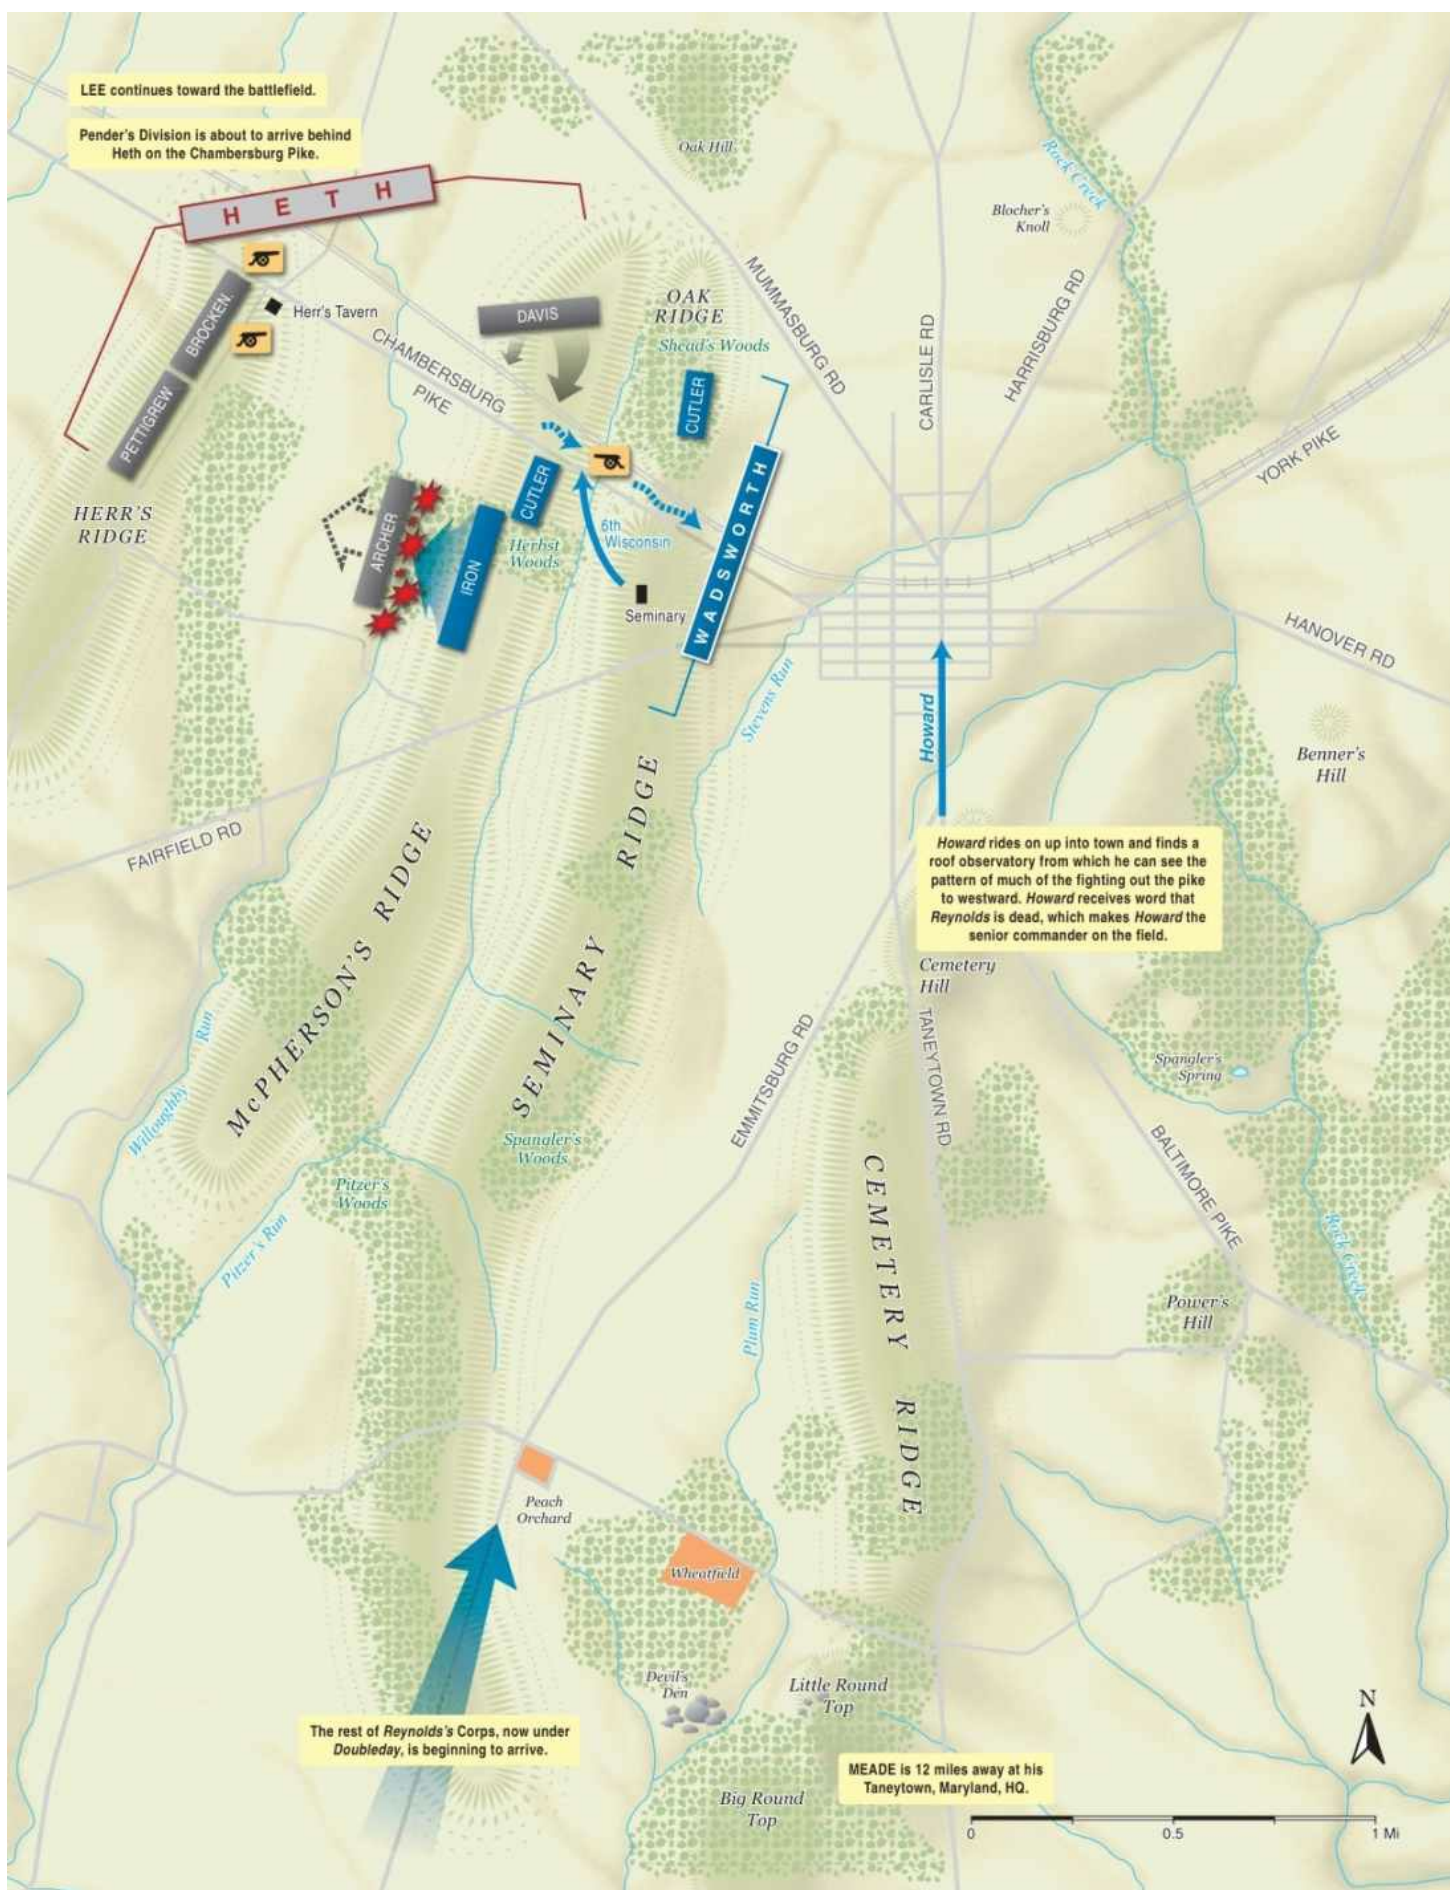 LEE continues toward the battlefield.
Pender's Division is about to arrive behind
Heth on the Chambersburg Pike.
Oak Hill
Rock Creek
Blocher's
Knoll
HETH
BROCKEN.
PETTIGREW
Herr's Tavern
CHAMBERSBURG
PIKE
DAVIS
OAK
RIDGE
Shead's Woods
CUTLER
MUMMASBURG RD
CARLISLE RD
HARRISBURG RD
YORK PIKE
HERR'S
RIDGE
ARCHER
IRON
CUTLER
Herbst
Woods
6th
Wisconsin
Seminary
WADSWORTH
HANOVER RD
Stevens Run
Howard
Benner's
Hill
FAIRFIELD RD
McPHERSON'S RIDGE
SEMINARY RIDGE
Howard rides on up into town and finds a
roof observatory from which he can see the
pattern of much of the fighting out the pike
to westward. Howard receives word that
Reynolds is dead, which makes Howard the
senior commander on the field.
Cemetery
Hill
Willoughby Run
EMMITSBURG RD
TANEYTOWN RD
Spangler's
Spring
BALTIMORE PIKE
Spangler's
Woods
Pitzer's
Woods
Pitzer's Run
CEMETERY RIDGE
Plum Run
Rock Creek
Power's
Hill
Peach
Orchard
Wheatfield
Devil's
Den
Little Round
Top
The rest of Reynolds's Corps, now under
Doubleday, is beginning to arrive.
MEADE is 12 miles away at his
Taneytown, Maryland, HQ.
Big Round
Top
N
0 0.5 1 Mi